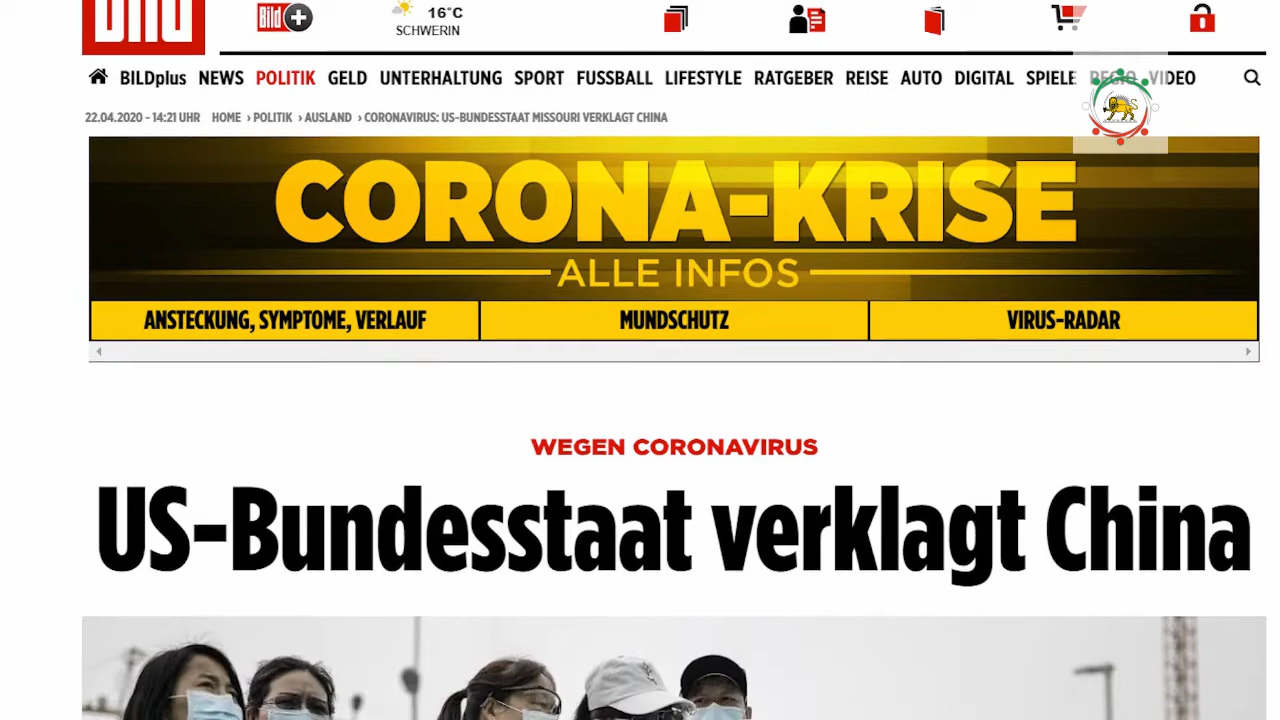 Bild
Bild+
16°C
SCHWERIN
BILDplus NEWS POLITIK GELD UNTERHALTUNG SPORT FUSSBALL LIFESTYLE RATGEBER REISE AUTO DIGITAL SPIELE REGIO VIDEO
22.04.2020 - 14:21 UHR HOME › POLITIK › AUSLAND › CORONAVIRUS: US-BUNDESSTAAT MISSOURI VERKLAGT CHINA
CORONA-KRISE
ALLE INFOS
ANSTECKUNG, SYMPTOME, VERLAUF
MUNDSCHUTZ
VIRUS-RADAR
WEGEN CORONAVIRUS
US-Bundesstaat verklagt China